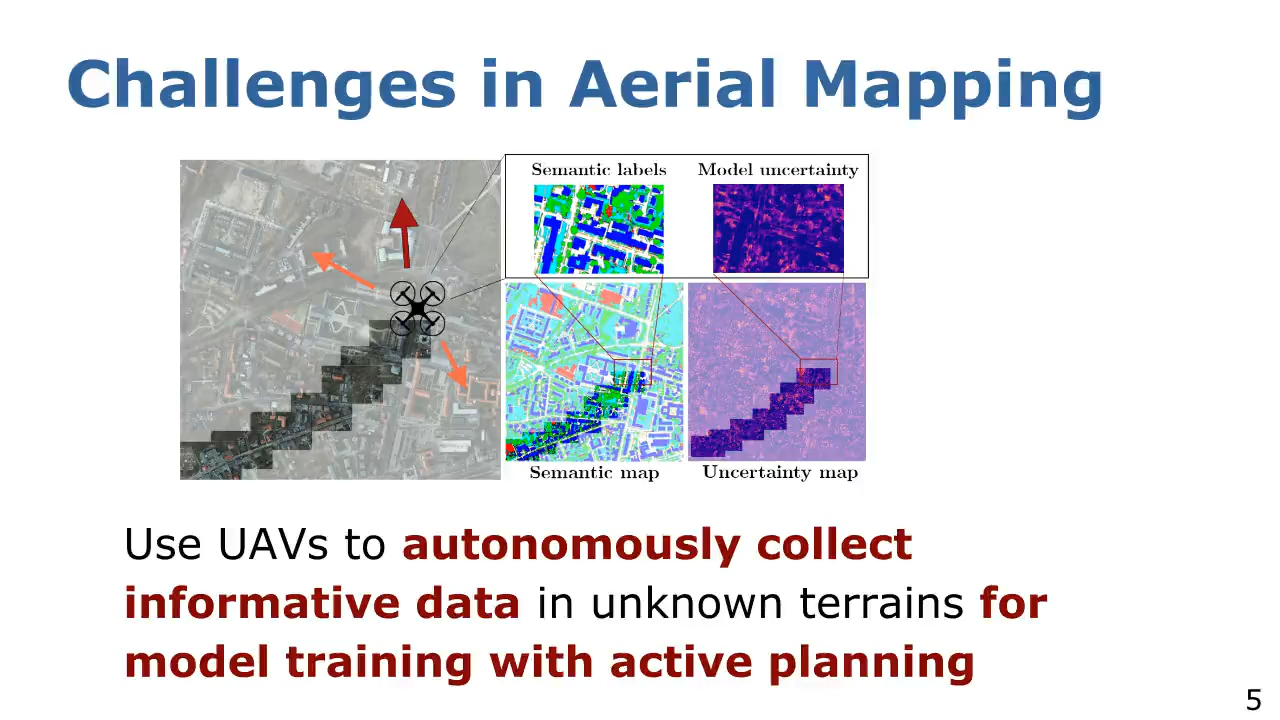 Challenges in Aerial Mapping
Semantic labels
Model uncertainty
Semantic map
Uncertainty map
Use UAVs to autonomously collect
informative data in unknown terrains for
model training with active planning
5